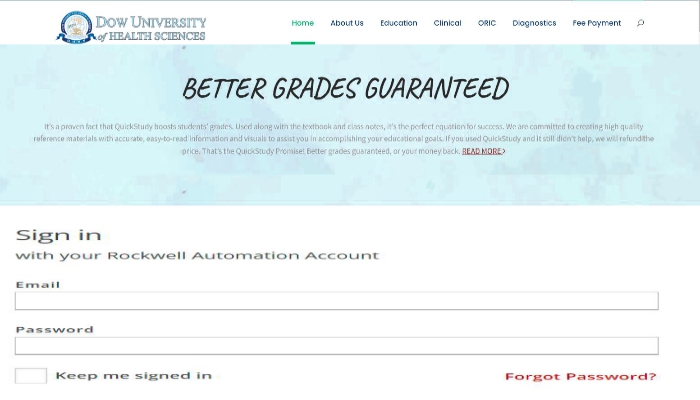 DOW UNIVERSITY
of HEALTH SCIENCES
Home About Us Education Clinical ORIC Diagnostics Fee Payment
BETTER GRADES GUARANTEED
It's a proven fact that QuickStudy boosts students' grades. Used along with the textbook and class notes, it's the perfect equation for success. We are committed to creating high quality
reference materials with accurate, easy-to-read information and visuals to assist you in accomplishing your educational goals. If you used QuickStudy and it still didn't help, we will refund the
price. That's the QuickStudy Promise! Better grades guaranteed, or your money back. READ MORE
Sign in
with your Rockwell Automation Account
Email
Password
Keep me signed in
Forgot Password?